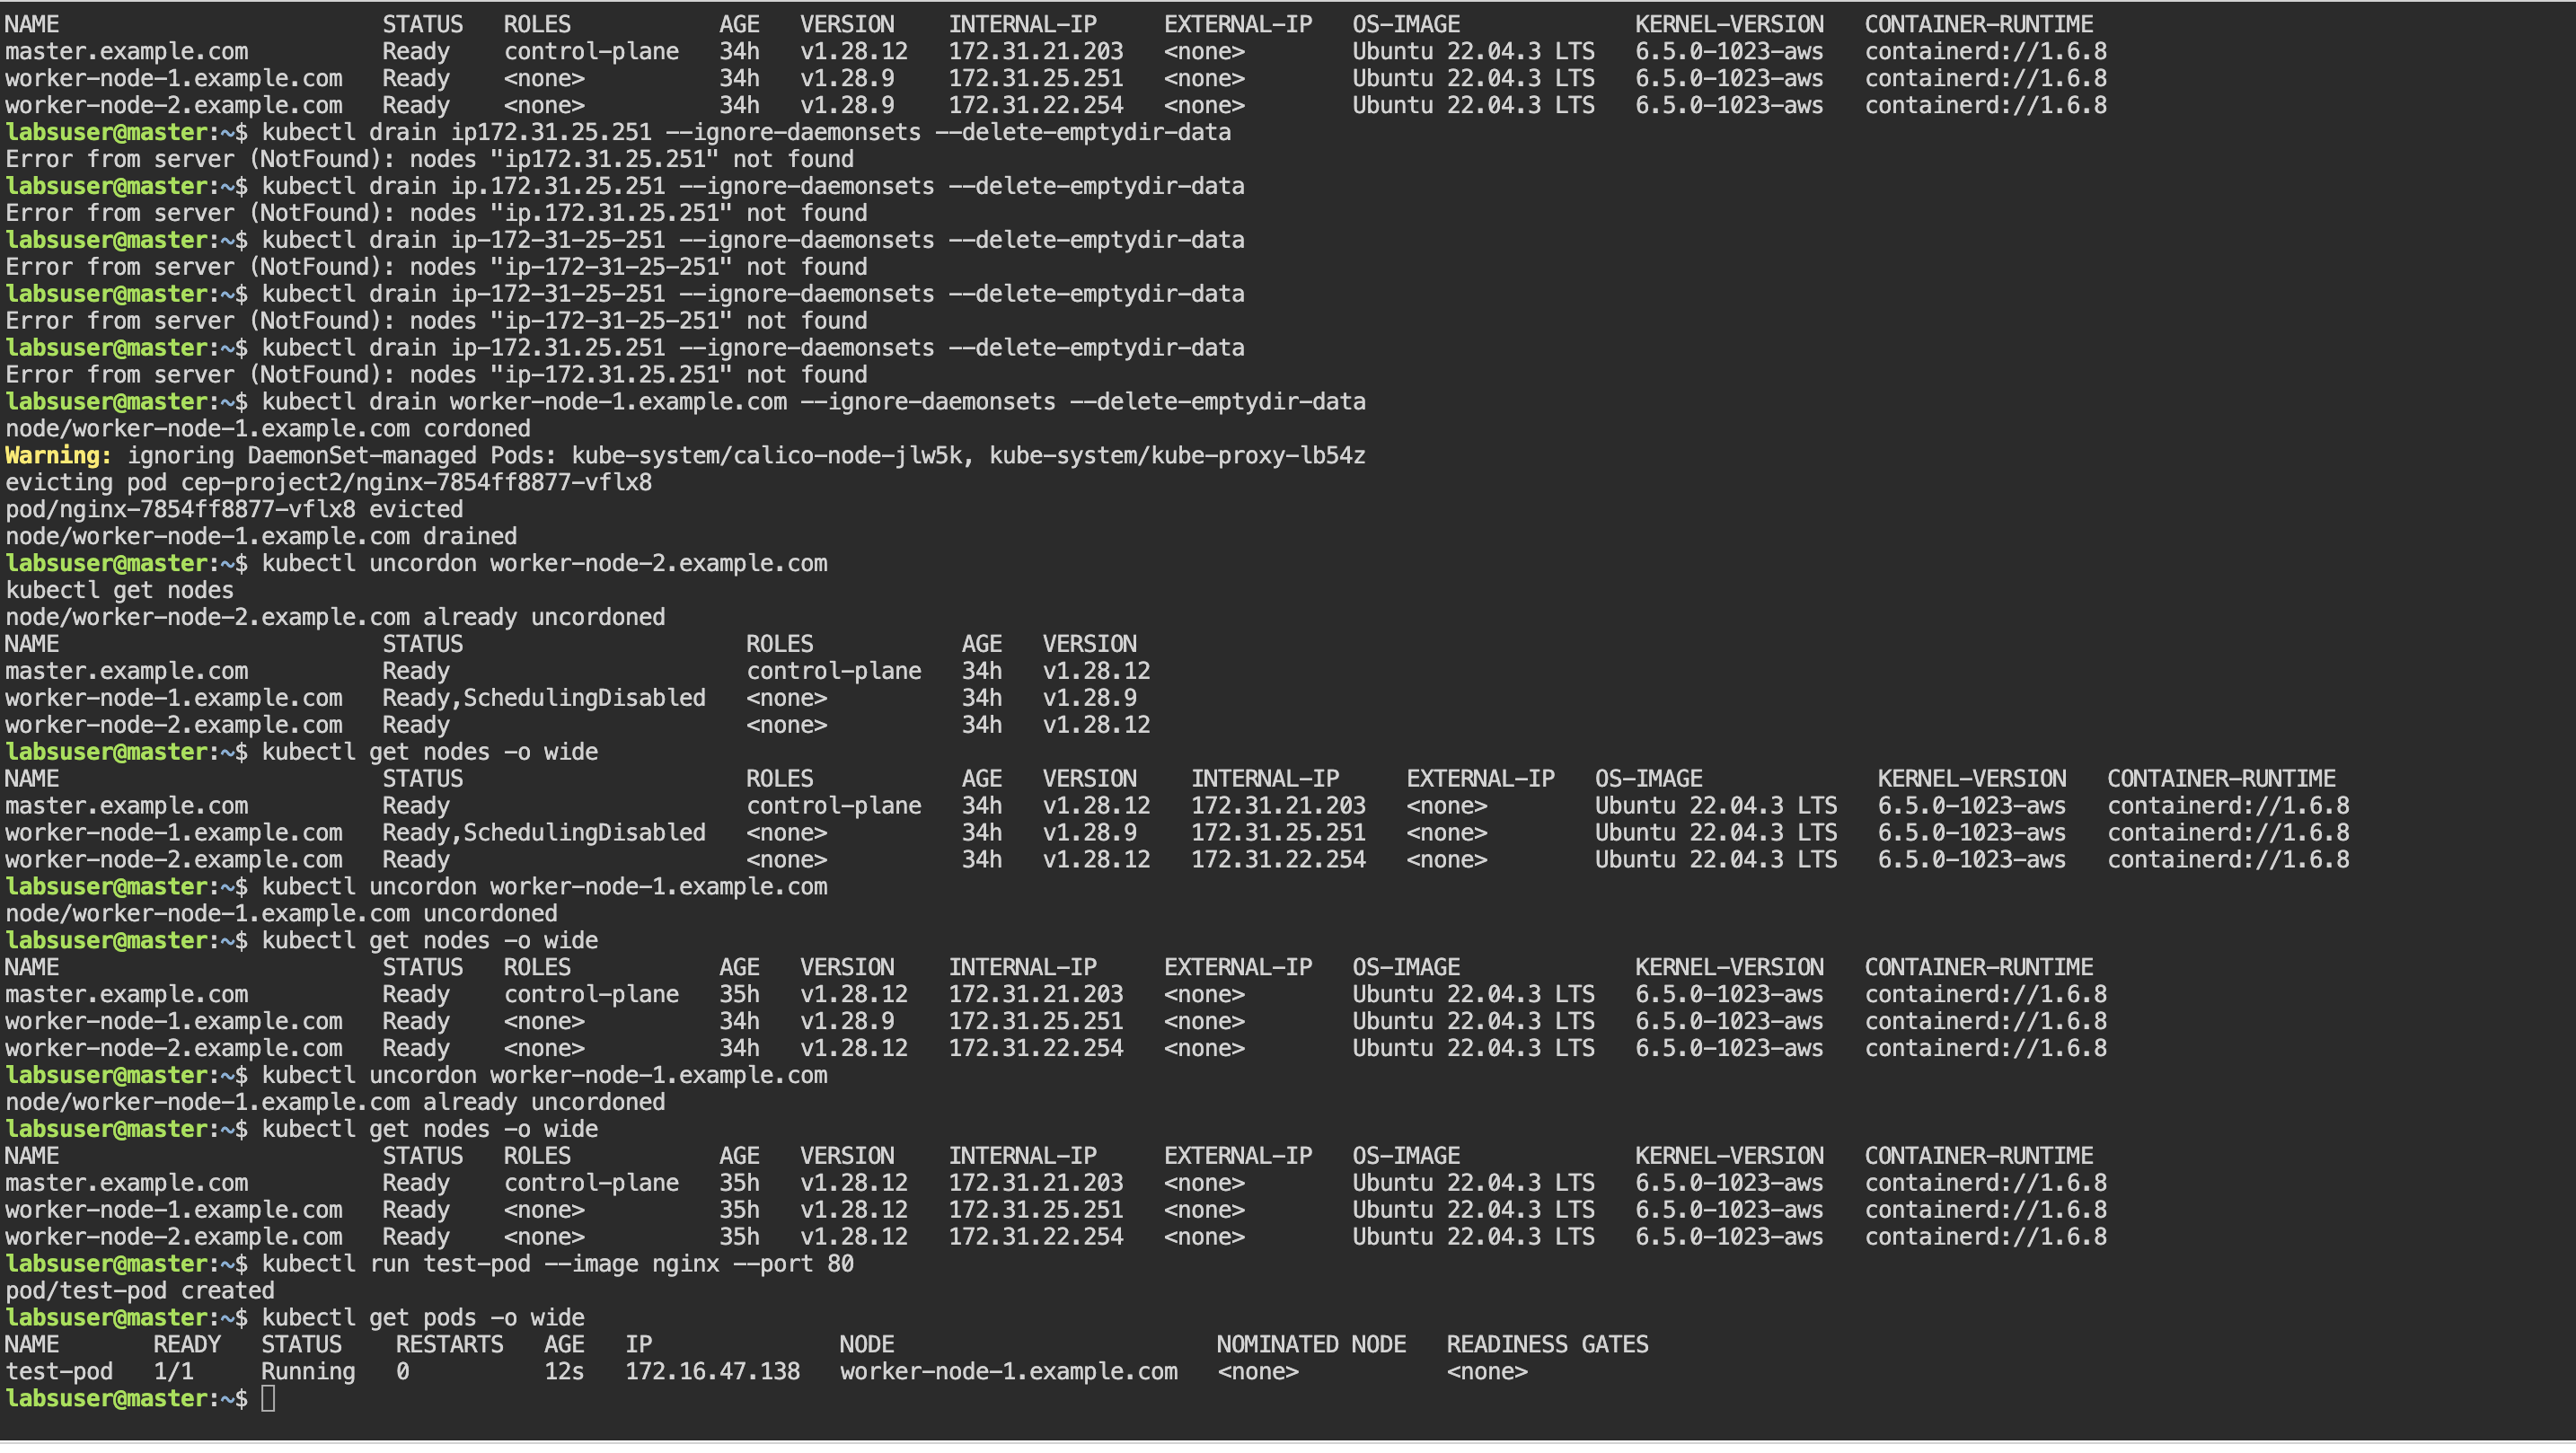 NAME STATUS ROLES AGE VERSION INTERNAL-IP EXTERNAL-IP OS-IMAGE KERNEL-VERSION CONTAINER-RUNTIME
master.example.com Ready control-plane 34h v1.28.12 172.31.21.203 <none> Ubuntu 22.04.3 LTS 6.5.0-1023-aws containerd://1.6.8
worker-node-1.example.com Ready <none> 34h v1.28.9 172.31.25.251 <none> Ubuntu 22.04.3 LTS 6.5.0-1023-aws containerd://1.6.8
worker-node-2.example.com Ready <none> 34h v1.28.9 172.31.22.254 <none> Ubuntu 22.04.3 LTS 6.5.0-1023-aws containerd://1.6.8
labsuser@master:~$ kubectl drain ip172.31.25.251 --ignore-daemonsets --delete-emptydir-data
Error from server (NotFound): nodes "ip172.31.25.251" not found
labsuser@master:~$ kubectl drain ip.172.31.25.251 --ignore-daemonsets --delete-emptydir-data
Error from server (NotFound): nodes "ip.172.31.25.251" not found
labsuser@master:~$ kubectl drain ip-172-31-25-251 --ignore-daemonsets --delete-emptydir-data
Error from server (NotFound): nodes "ip-172-31-25-251" not found
labsuser@master:~$ kubectl drain ip-172-31-25-251 --ignore-daemonsets --delete-emptydir-data
Error from server (NotFound): nodes "ip-172-31-25-251" not found
labsuser@master:~$ kubectl drain ip-172.31.25.251 --ignore-daemonsets --delete-emptydir-data
Error from server (NotFound): nodes "ip-172.31.25.251" not found
labsuser@master:~$ kubectl drain worker-node-1.example.com --ignore-daemonsets --delete-emptydir-data
node/worker-node-1.example.com cordoned
Warning: ignoring DaemonSet-managed Pods: kube-system/calico-node-jlw5k, kube-system/kube-proxy-lb54z
evicting pod cep-project2/nginx-7854ff8877-vflx8
pod/nginx-7854ff8877-vflx8 evicted
node/worker-node-1.example.com drained
labsuser@master:~$ kubectl uncordon worker-node-2.example.com
kubectl get nodes
node/worker-node-2.example.com already uncordoned
NAME STATUS ROLES AGE VERSION
master.example.com Ready control-plane 34h v1.28.12
worker-node-1.example.com Ready,SchedulingDisabled <none> 34h v1.28.9
worker-node-2.example.com Ready <none> 34h v1.28.12
labsuser@master:~$ kubectl get nodes -o wide
NAME STATUS ROLES AGE VERSION INTERNAL-IP EXTERNAL-IP OS-IMAGE KERNEL-VERSION CONTAINER-RUNTIME
master.example.com Ready control-plane 34h v1.28.12 172.31.21.203 <none> Ubuntu 22.04.3 LTS 6.5.0-1023-aws containerd://1.6.8
worker-node-1.example.com Ready,SchedulingDisabled <none> 34h v1.28.9 172.31.25.251 <none> Ubuntu 22.04.3 LTS 6.5.0-1023-aws containerd://1.6.8
worker-node-2.example.com Ready <none> 34h v1.28.12 172.31.22.254 <none> Ubuntu 22.04.3 LTS 6.5.0-1023-aws containerd://1.6.8
labsuser@master:~$ kubectl uncordon worker-node-1.example.com
node/worker-node-1.example.com uncordoned
labsuser@master:~$ kubectl get nodes -o wide
NAME STATUS ROLES AGE VERSION INTERNAL-IP EXTERNAL-IP OS-IMAGE KERNEL-VERSION CONTAINER-RUNTIME
master.example.com Ready control-plane 35h v1.28.12 172.31.21.203 <none> Ubuntu 22.04.3 LTS 6.5.0-1023-aws containerd://1.6.8
worker-node-1.example.com Ready <none> 34h v1.28.9 172.31.25.251 <none> Ubuntu 22.04.3 LTS 6.5.0-1023-aws containerd://1.6.8
worker-node-2.example.com Ready <none> 34h v1.28.12 172.31.22.254 <none> Ubuntu 22.04.3 LTS 6.5.0-1023-aws containerd://1.6.8
labsuser@master:~$ kubectl uncordon worker-node-1.example.com
node/worker-node-1.example.com already uncordoned
labsuser@master:~$ kubectl get nodes -o wide
NAME STATUS ROLES AGE VERSION INTERNAL-IP EXTERNAL-IP OS-IMAGE KERNEL-VERSION CONTAINER-RUNTIME
master.example.com Ready control-plane 35h v1.28.12 172.31.21.203 <none> Ubuntu 22.04.3 LTS 6.5.0-1023-aws containerd://1.6.8
worker-node-1.example.com Ready <none> 35h v1.28.12 172.31.25.251 <none> Ubuntu 22.04.3 LTS 6.5.0-1023-aws containerd://1.6.8
worker-node-2.example.com Ready <none> 35h v1.28.12 172.31.22.254 <none> Ubuntu 22.04.3 LTS 6.5.0-1023-aws containerd://1.6.8
labsuser@master:~$ kubectl run test-pod --image nginx --port 80
pod/test-pod created
labsuser@master:~$ kubectl get pods -o wide
NAME READY STATUS RESTARTS AGE IP NODE NOMINATED NODE READINESS GATES
test-pod 1/1 Running 0 12s 172.16.47.138 worker-node-1.example.com <none> <none>
labsuser@master:~$